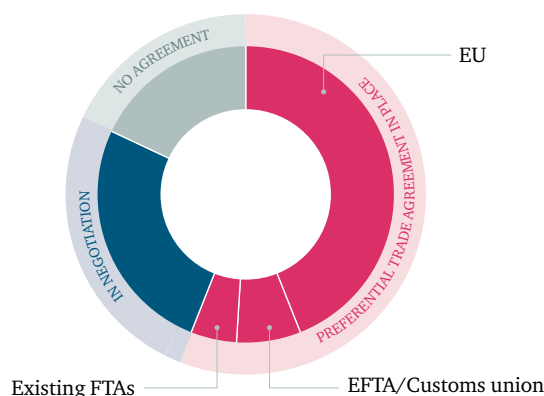 NO AGREEMENT
EU
PREFERENTIAL TRADE AGREEMENT IN PLACE
IN NEGOTIATION
Existing FTAs
EFTA/Customs union